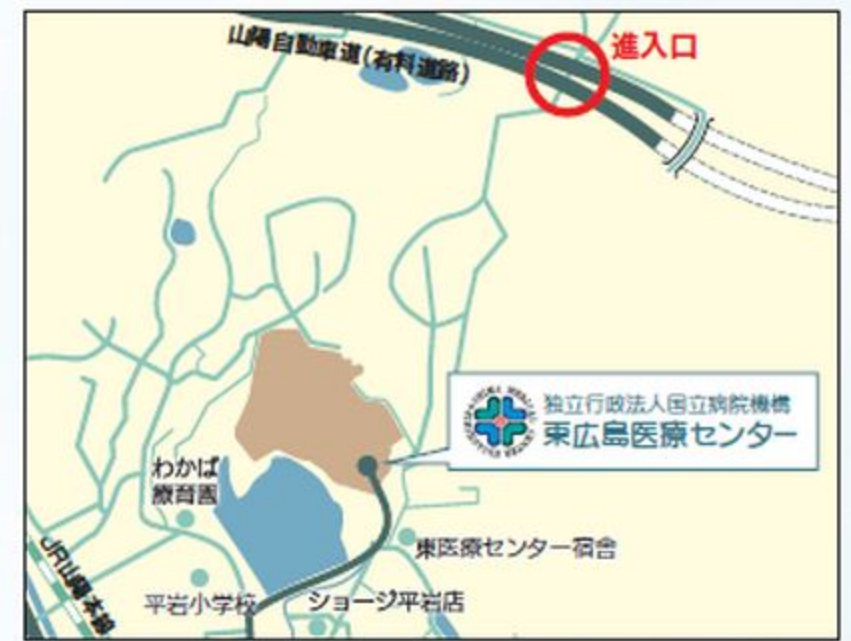 山陽自動車道(有料道路)
進入口
独立行政法人国立病院機構
東広島医療センター
わかば
療育園
東医療センター宿舎
JR山陽本線
平岩小学校
ショージ平岩店